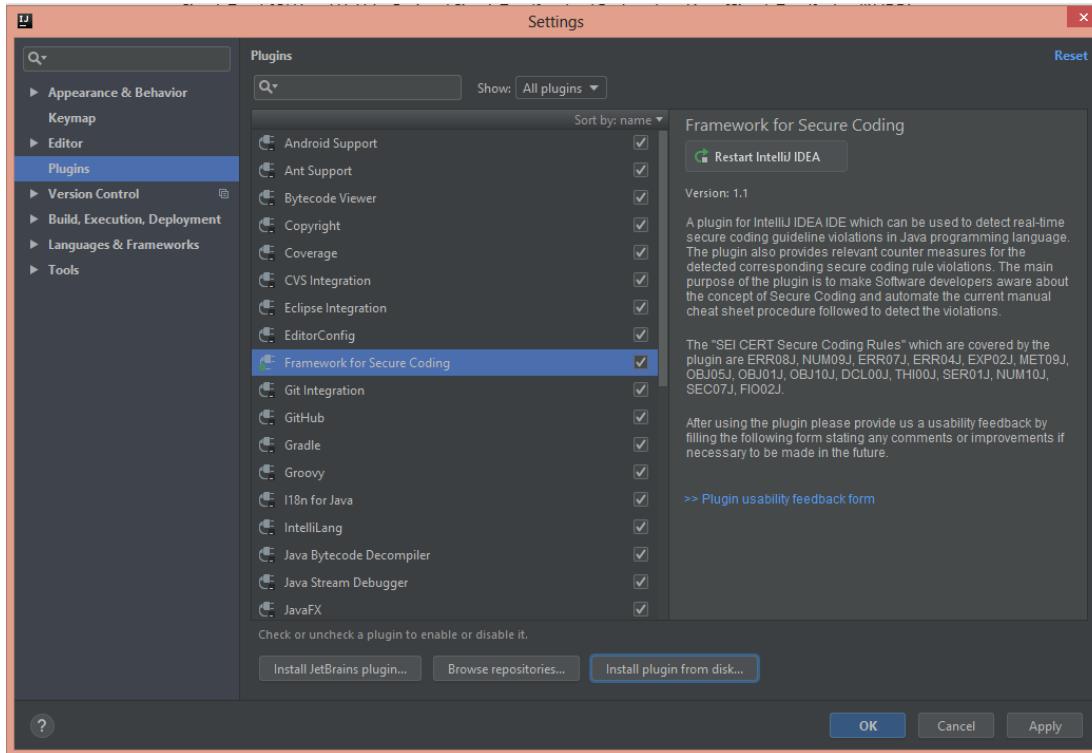 IJ
Settings
Plugins
Reset
Appearance & Behavior
Keymap
Editor
Plugins
Version Control
Build, Execution, Deployment
Languages & Frameworks
Tools
Show: All plugins
Sort by: name
Android Support
Ant Support
Bytecode Viewer
Copyright
Coverage
CVS Integration
Eclipse Integration
EditorConfig
Framework for Secure Coding
Git Integration
GitHub
Gradle
Groovy
I18n for Java
IntelliLang
Java Bytecode Decompiler
Java Stream Debugger
JavaFX
Check or uncheck a plugin to enable or disable it.
Install JetBrains plugin...
Browse repositories...
Install plugin from disk...
Framework for Secure Coding
Restart IntelliJ IDEA
Version: 1.1
A plugin for IntelliJ IDEA IDE which can be used to detect real-time
secure coding guideline violations in Java programming language.
The plugin also provides relevant counter measures for the
detected corresponding secure coding rule violations. The main
purpose of the plugin is to make Software developers aware about
the concept of Secure Coding and automate the current manual
cheat sheet procedure followed to detect the violations.
The "SEI CERT Secure Coding Rules" which are covered by the
plugin are ERR08J, NUM09J, ERR07J, ERR04J, EXP02J, MET09J,
OBJ05J, OBJ01J, OBJ10J, DCL00J, THI00J, SER01J, NUM10J,
SEC07J, FIO02J.
After using the plugin please provide us a usability feedback by
filling the following form stating any comments or improvements if
necessary to be made in the future.
>> Plugin usability feedback form
?
OK
Cancel
Apply